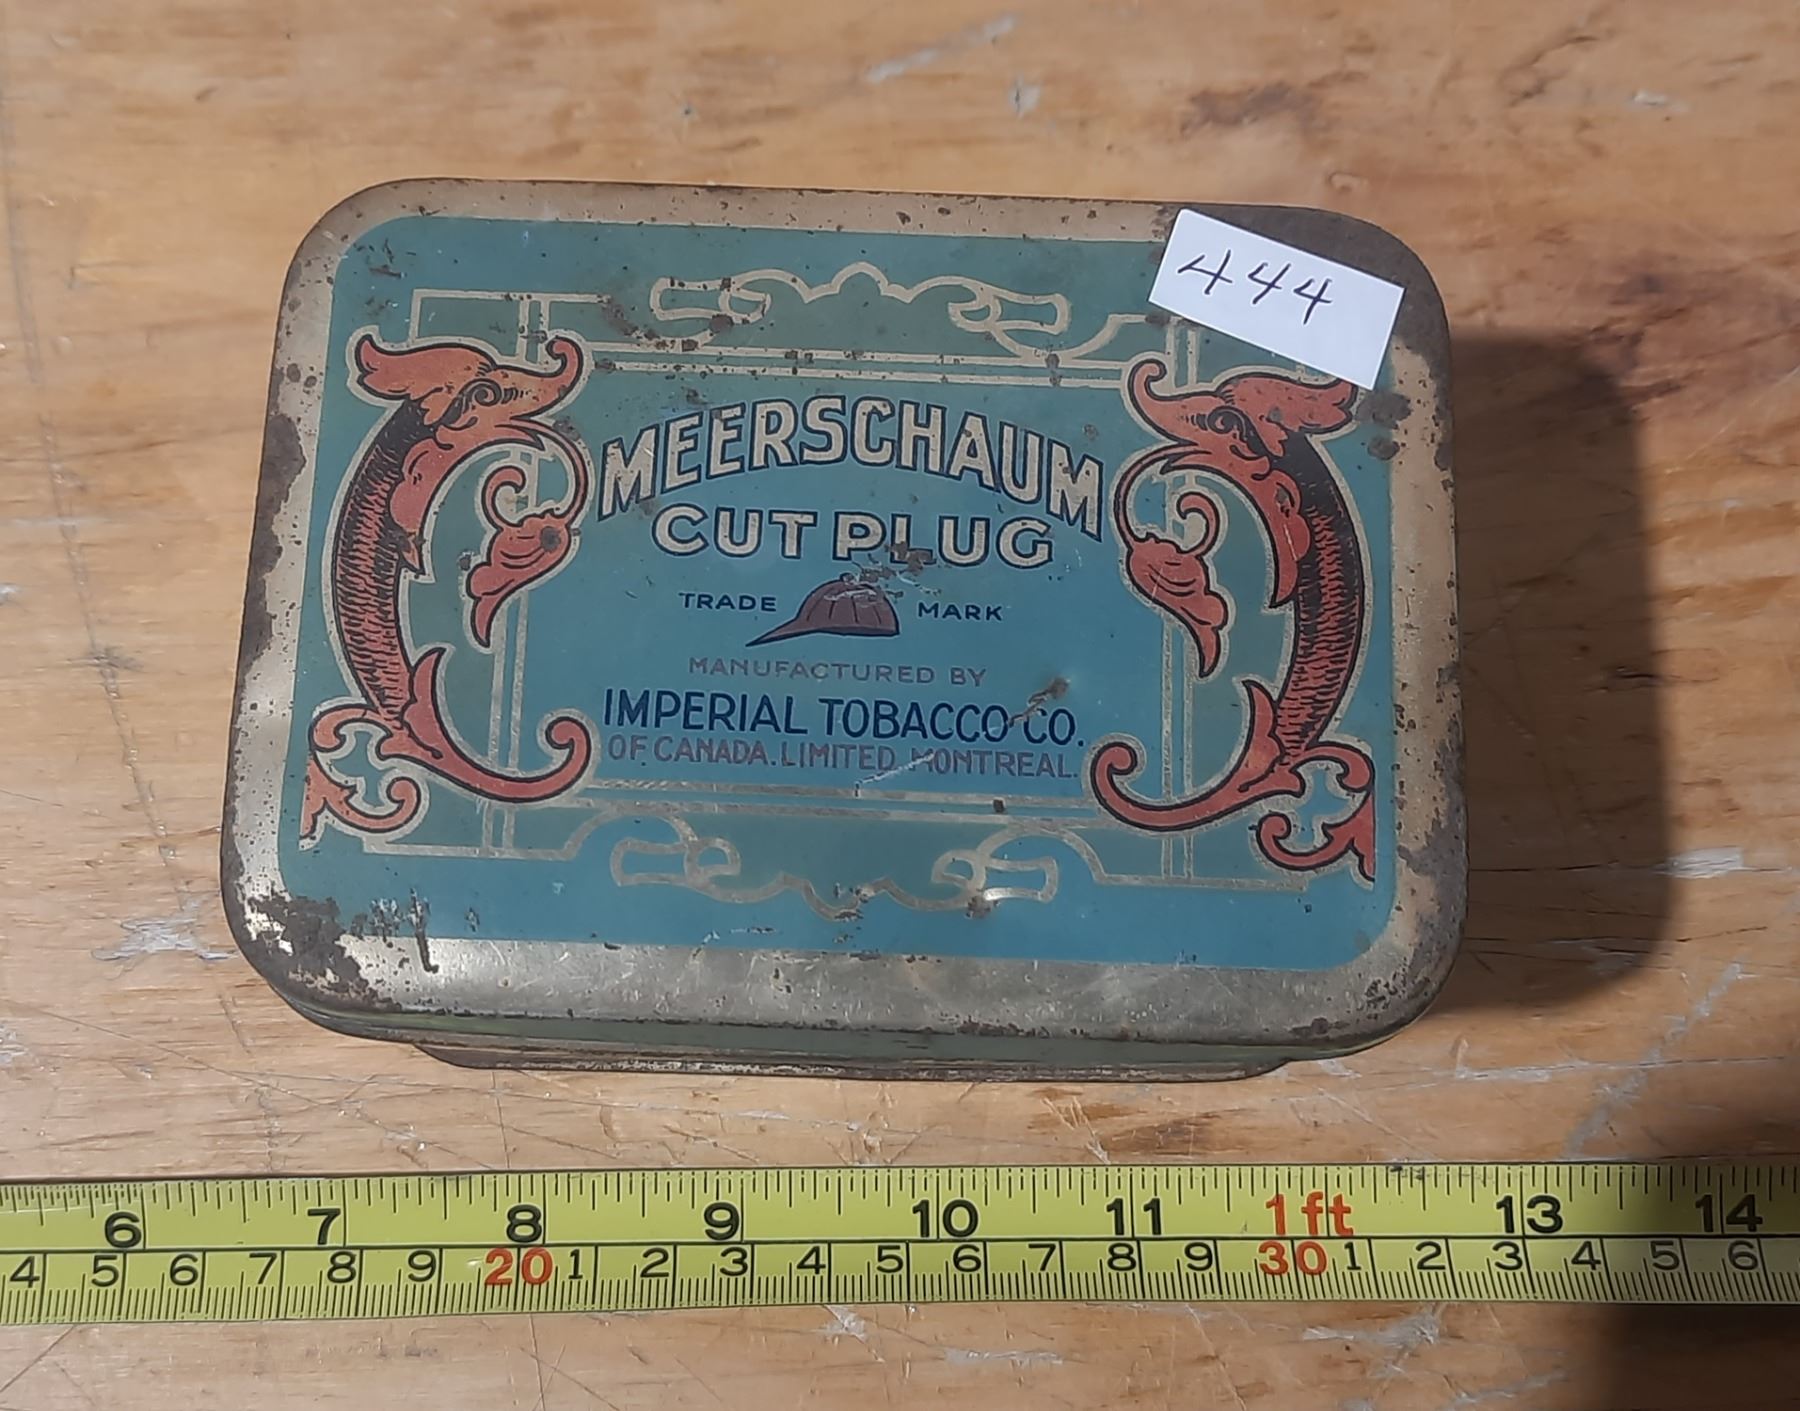 444
MEERSCHAUM
CUT PLUG
TRADE MARK
MANUFACTURED BY
IMPERIAL TOBACCO CO.
OF CANADA. LIMITED. MONTREAL.
6 7 8 9 10 11 1ft 13 14
4 5 6 7 8 9 20 1 2 3 4 5 6 7 8 9 30 1 2 3 4 5 6